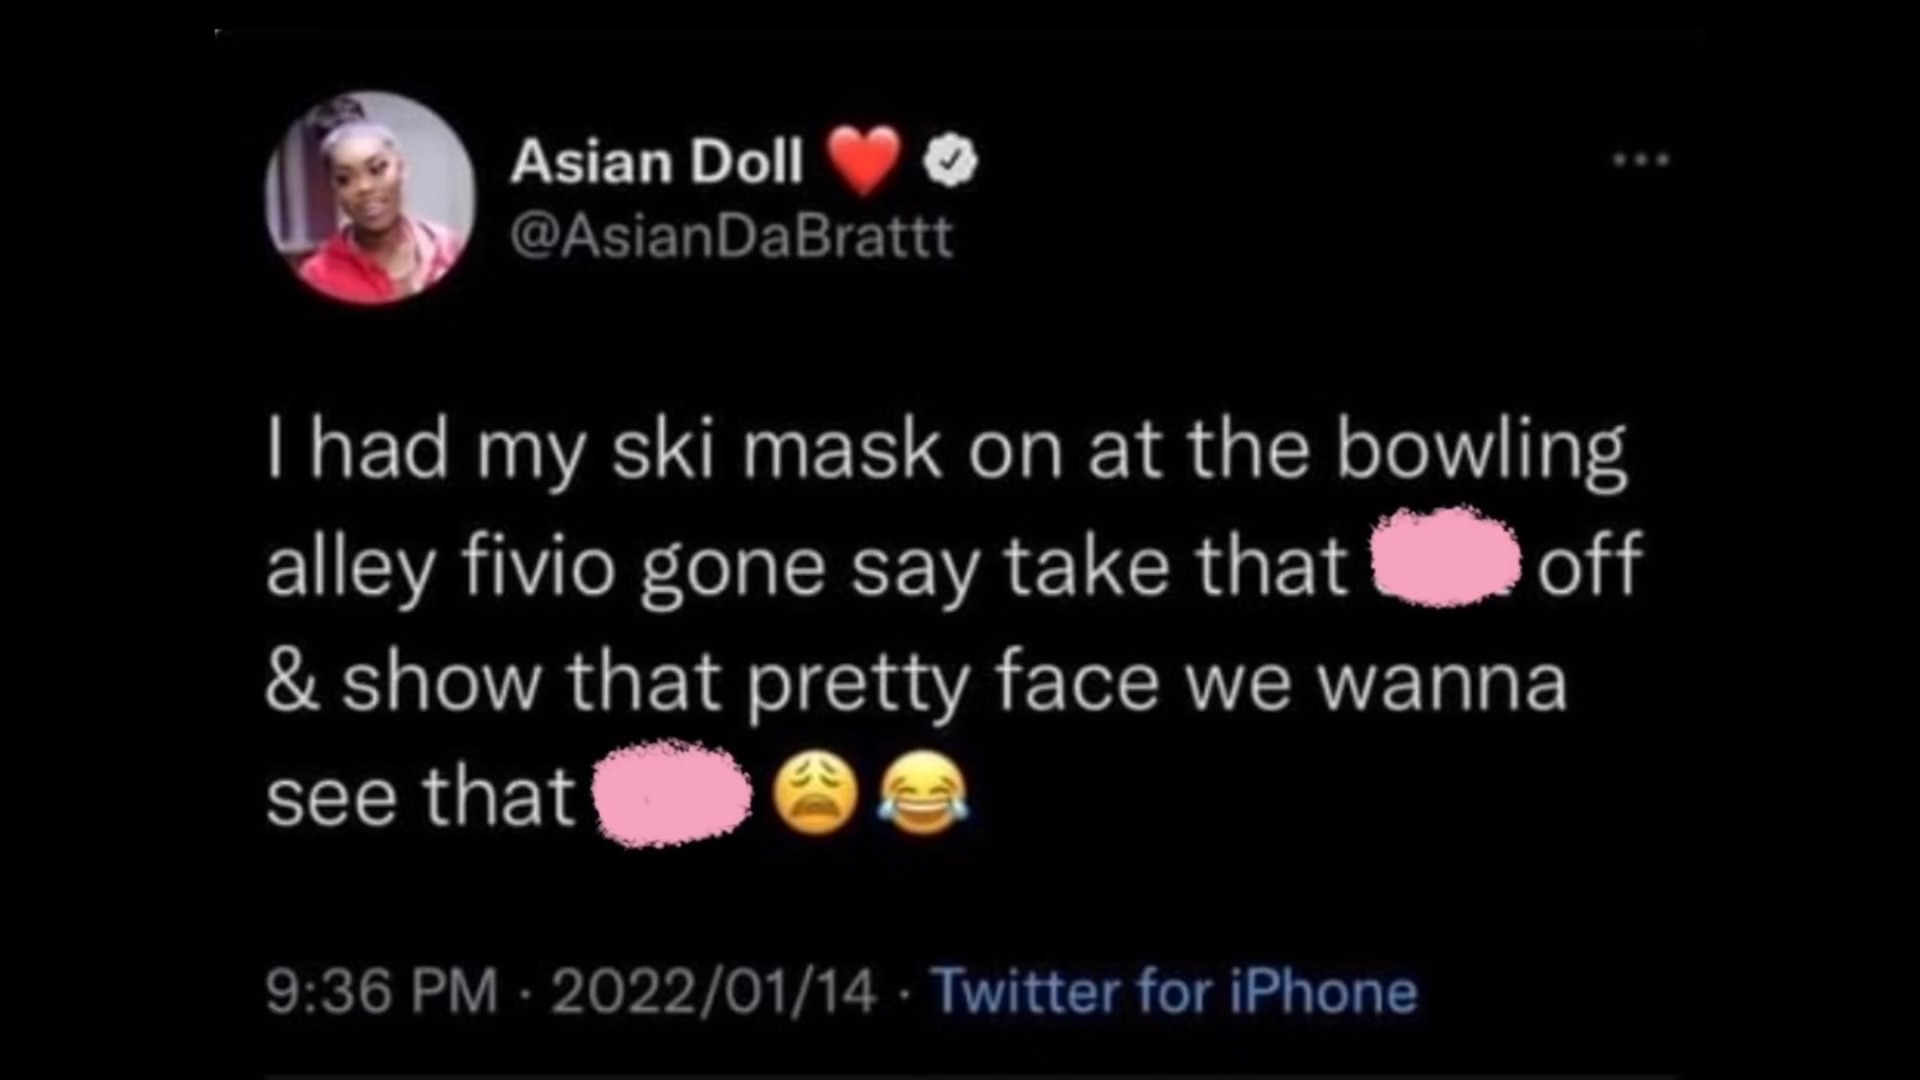 Asian Doll ❤️
@AsianDaBrattt
I had my ski mask on at the bowling
alley fivio gone say take that off
& show that pretty face we wanna
see that 😩😂
9:36 PM · 2022/01/14 · Twitter for iPhone